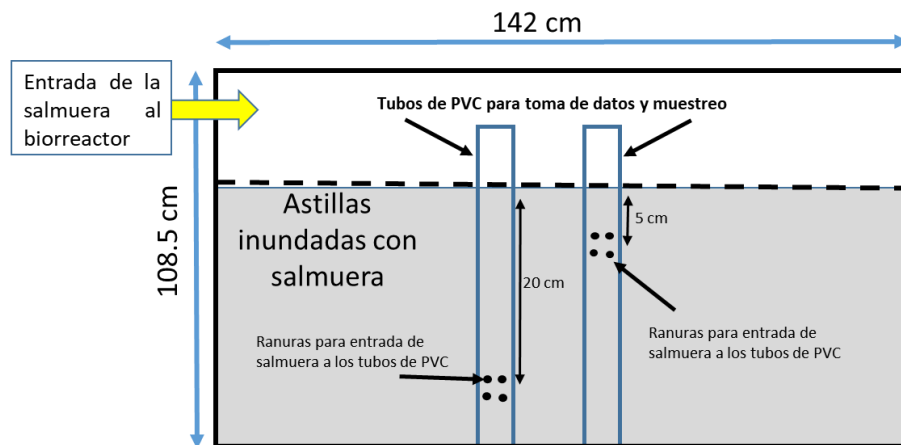 142 cm
Entrada de la
salmuera al
biorreactor
Tubos de PVC para toma de datos y muestreo
108.5 cm
Astillas
inundadas con
salmuera
5 cm
20 cm
Ranuras para entrada de
salmuera a los tubos de PVC
Ranuras para entrada de
salmuera a los tubos de PVC